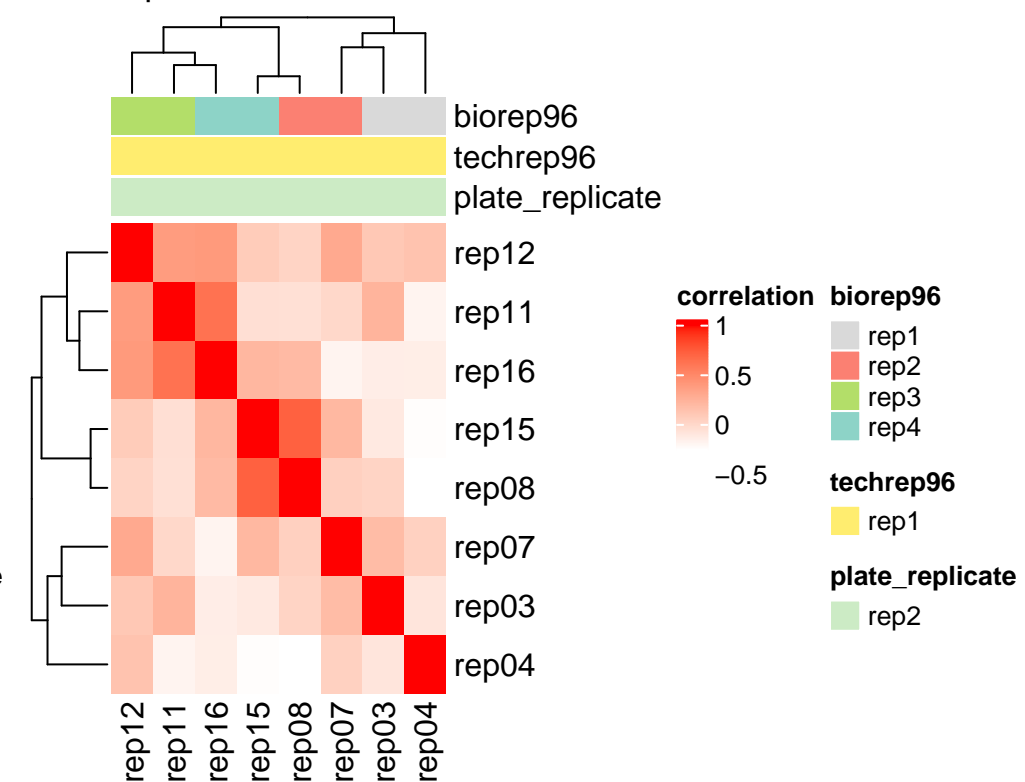 biorep96
techrep96
plate_replicate
rep12
rep11
rep16
rep15
rep08
rep07
rep03
rep04
rep12
rep11
rep16
rep15
rep08
rep07
rep03
rep04
correlation
1
0.5
0
−0.5
biorep96
rep1
rep2
rep3
rep4
techrep96
rep1
plate_replicate
rep2